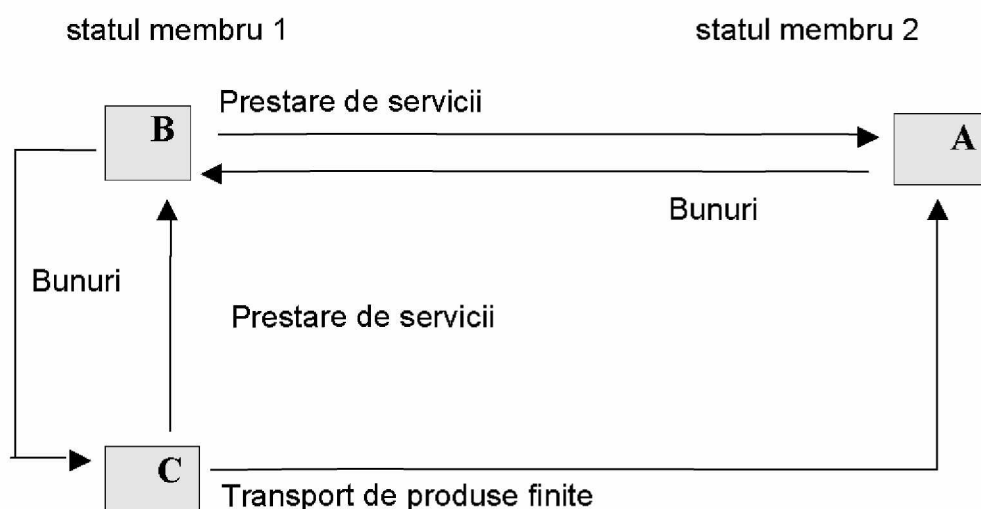 statul membru 1
statul membru 2
Prestare de servicii
B
A
Bunuri
Bunuri
Prestare de servicii
C
Transport de produse finite